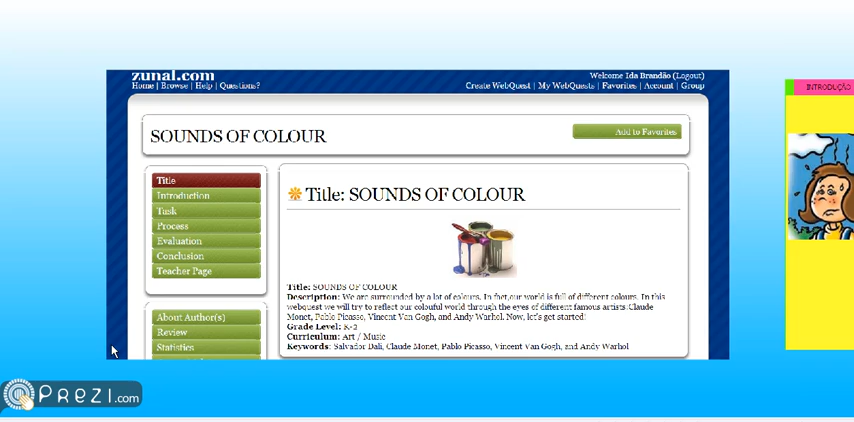 zunal.com
Welcome Ida Brandão (Logout)
Home | Browse | Help | Questions?
Create WebQuest | My WebQuests | Favorites | Account | Group
SOUNDS OF COLOUR
Add to Favorites
Title
Introduction
Task
Process
Evaluation
Conclusion
Teacher Page
About Author(s)
Review
Statistics
Title: SOUNDS OF COLOUR
Title: SOUNDS OF COLOUR
Description: We are surrounded by a lot of colours. In fact,our world is full of different colours. In this
webquest we will try to reflect our colouful world through the eyes of different famous artists:Claude
Monet, Pablo Picasso, Vincent Van Gogh, and Andy Warhol. Now, let's get started!
Grade Level: K-2
Curriculum: Art / Music
Keywords: Salvador Dali, Claude Monet, Pablo Picasso, Vincent Van Gogh, and Andy Warhol
INTRODUÇÃO
Prezi.com